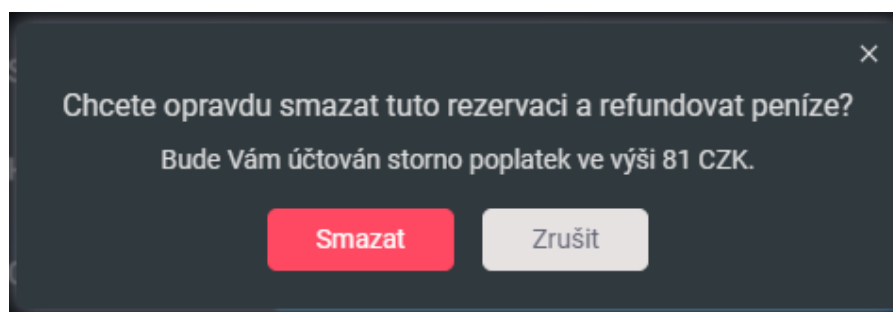 Chcete opravdu smazat tuto rezervaci a refundovat peníze?
Bude Vám účtován storno poplatek ve výši 81 CZK.
Smazat
Zrušit